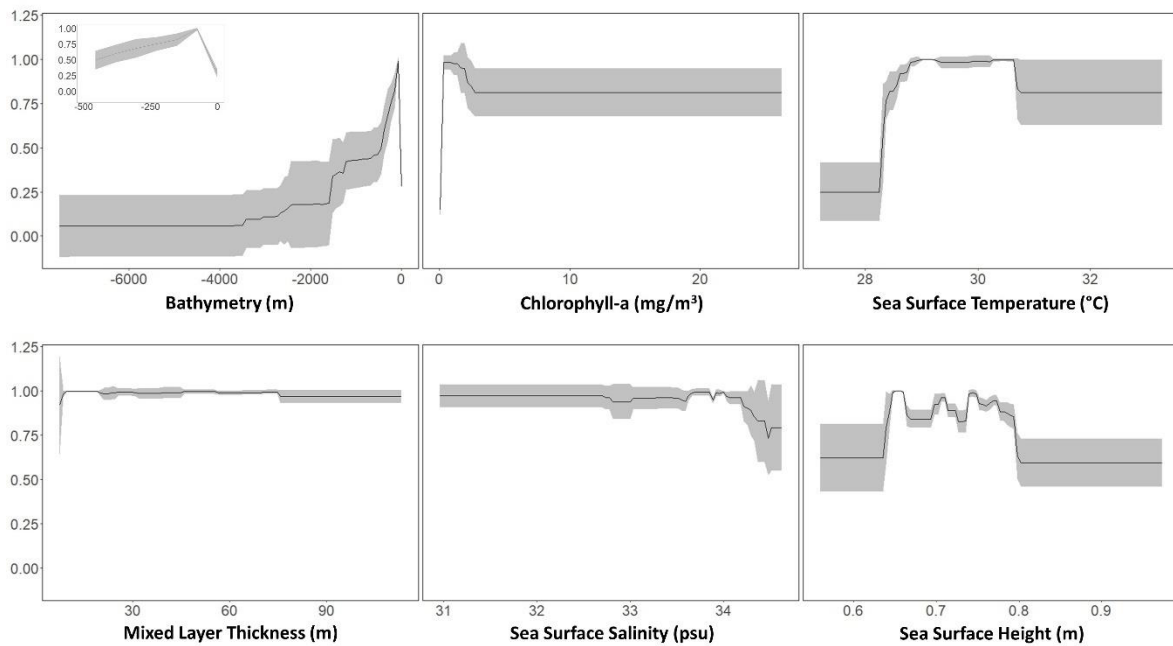 1.25
1.00
0.75
0.50
0.25
0.00
1.00
0.75
0.50
0.25
0.00
-500 -250 0
-6000 -4000 -2000 0
0 10 20
28 30 32
Bathymetry (m) Chlorophyll-a (mg/m³) Sea Surface Temperature (°C)
1.25
1.00
0.75
0.50
0.25
0.00
30 60 90
31 32 33 34
0.6 0.7 0.8 0.9
Mixed Layer Thickness (m) Sea Surface Salinity (psu) Sea Surface Height (m)